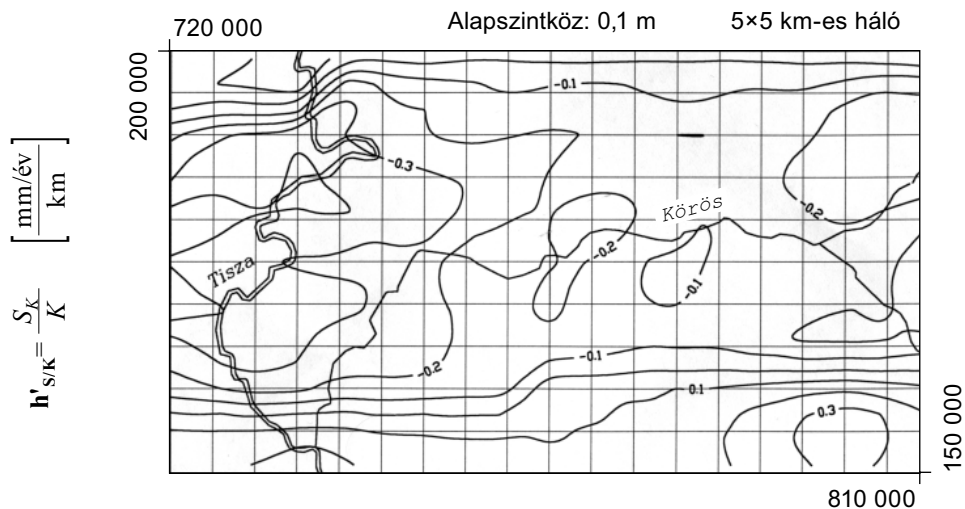 720 000
Alapszintköz: 0,1 m
5×5 km-es háló
200 000
h's/K = S_K / K [ mm/év / km ]
-0.1
-0.3
-0.2
Körös
-0.2
Tisza
-0.1
-0.1
-0.2
0.1
0.3
150 000
810 000